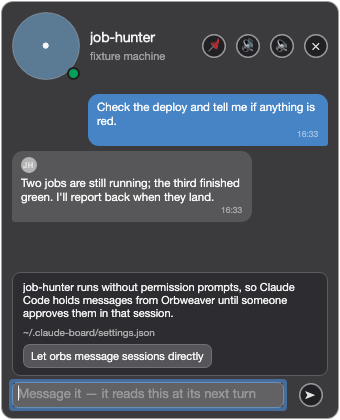 job-hunter
fixture machine
Check the deploy and tell me if anything is
red.
16:33
JH
Two jobs are still running; the third finished
green. I'll report back when they land.
16:33
job-hunter runs without permission prompts, so Claude
Code holds messages from Orbweaver until someone
approves them in that session.
~/.claude-board/settings.json
Let orbs message sessions directly
Message it — it reads this at its next turn